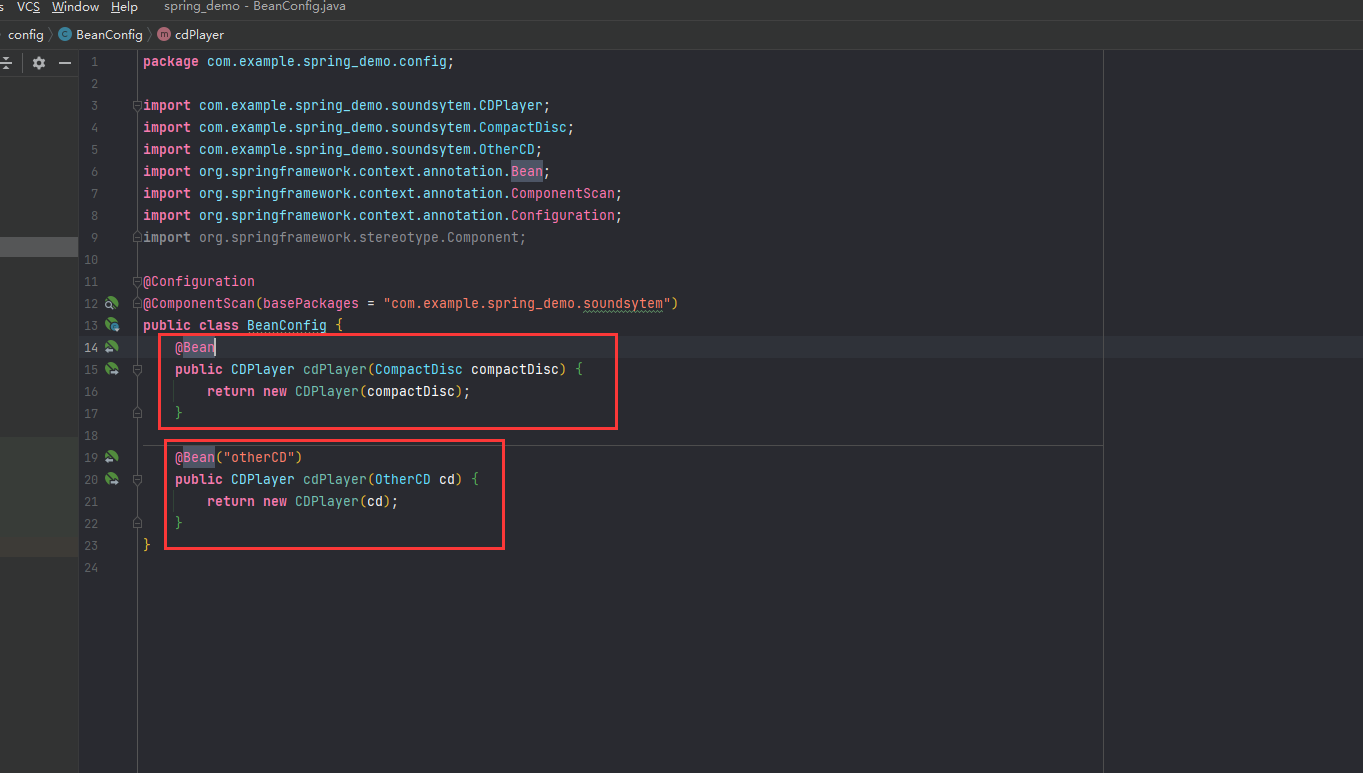 s VCS Window Help spring_demo - BeanConfig.java
config BeanConfig cdPlayer
1 package com.example.spring_demo.config;
2
3 import com.example.spring_demo.soundsytem.CDPlayer;
4 import com.example.spring_demo.soundsytem.CompactDisc;
5 import com.example.spring_demo.soundsytem.OtherCD;
6 import org.springframework.context.annotation.Bean;
7 import org.springframework.context.annotation.ComponentScan;
8 import org.springframework.context.annotation.Configuration;
9 import org.springframework.stereotype.Component;
10
11 @Configuration
12 @ComponentScan(basePackages = "com.example.spring_demo.soundsytem")
13 public class BeanConfig {
14 @Bean
15 public CDPlayer cdPlayer(CompactDisc compactDisc) {
16 return new CDPlayer(compactDisc);
17 }
18
19 @Bean("otherCD")
20 public CDPlayer cdPlayer(OtherCD cd) {
21 return new CDPlayer(cd);
22 }
23 }
24